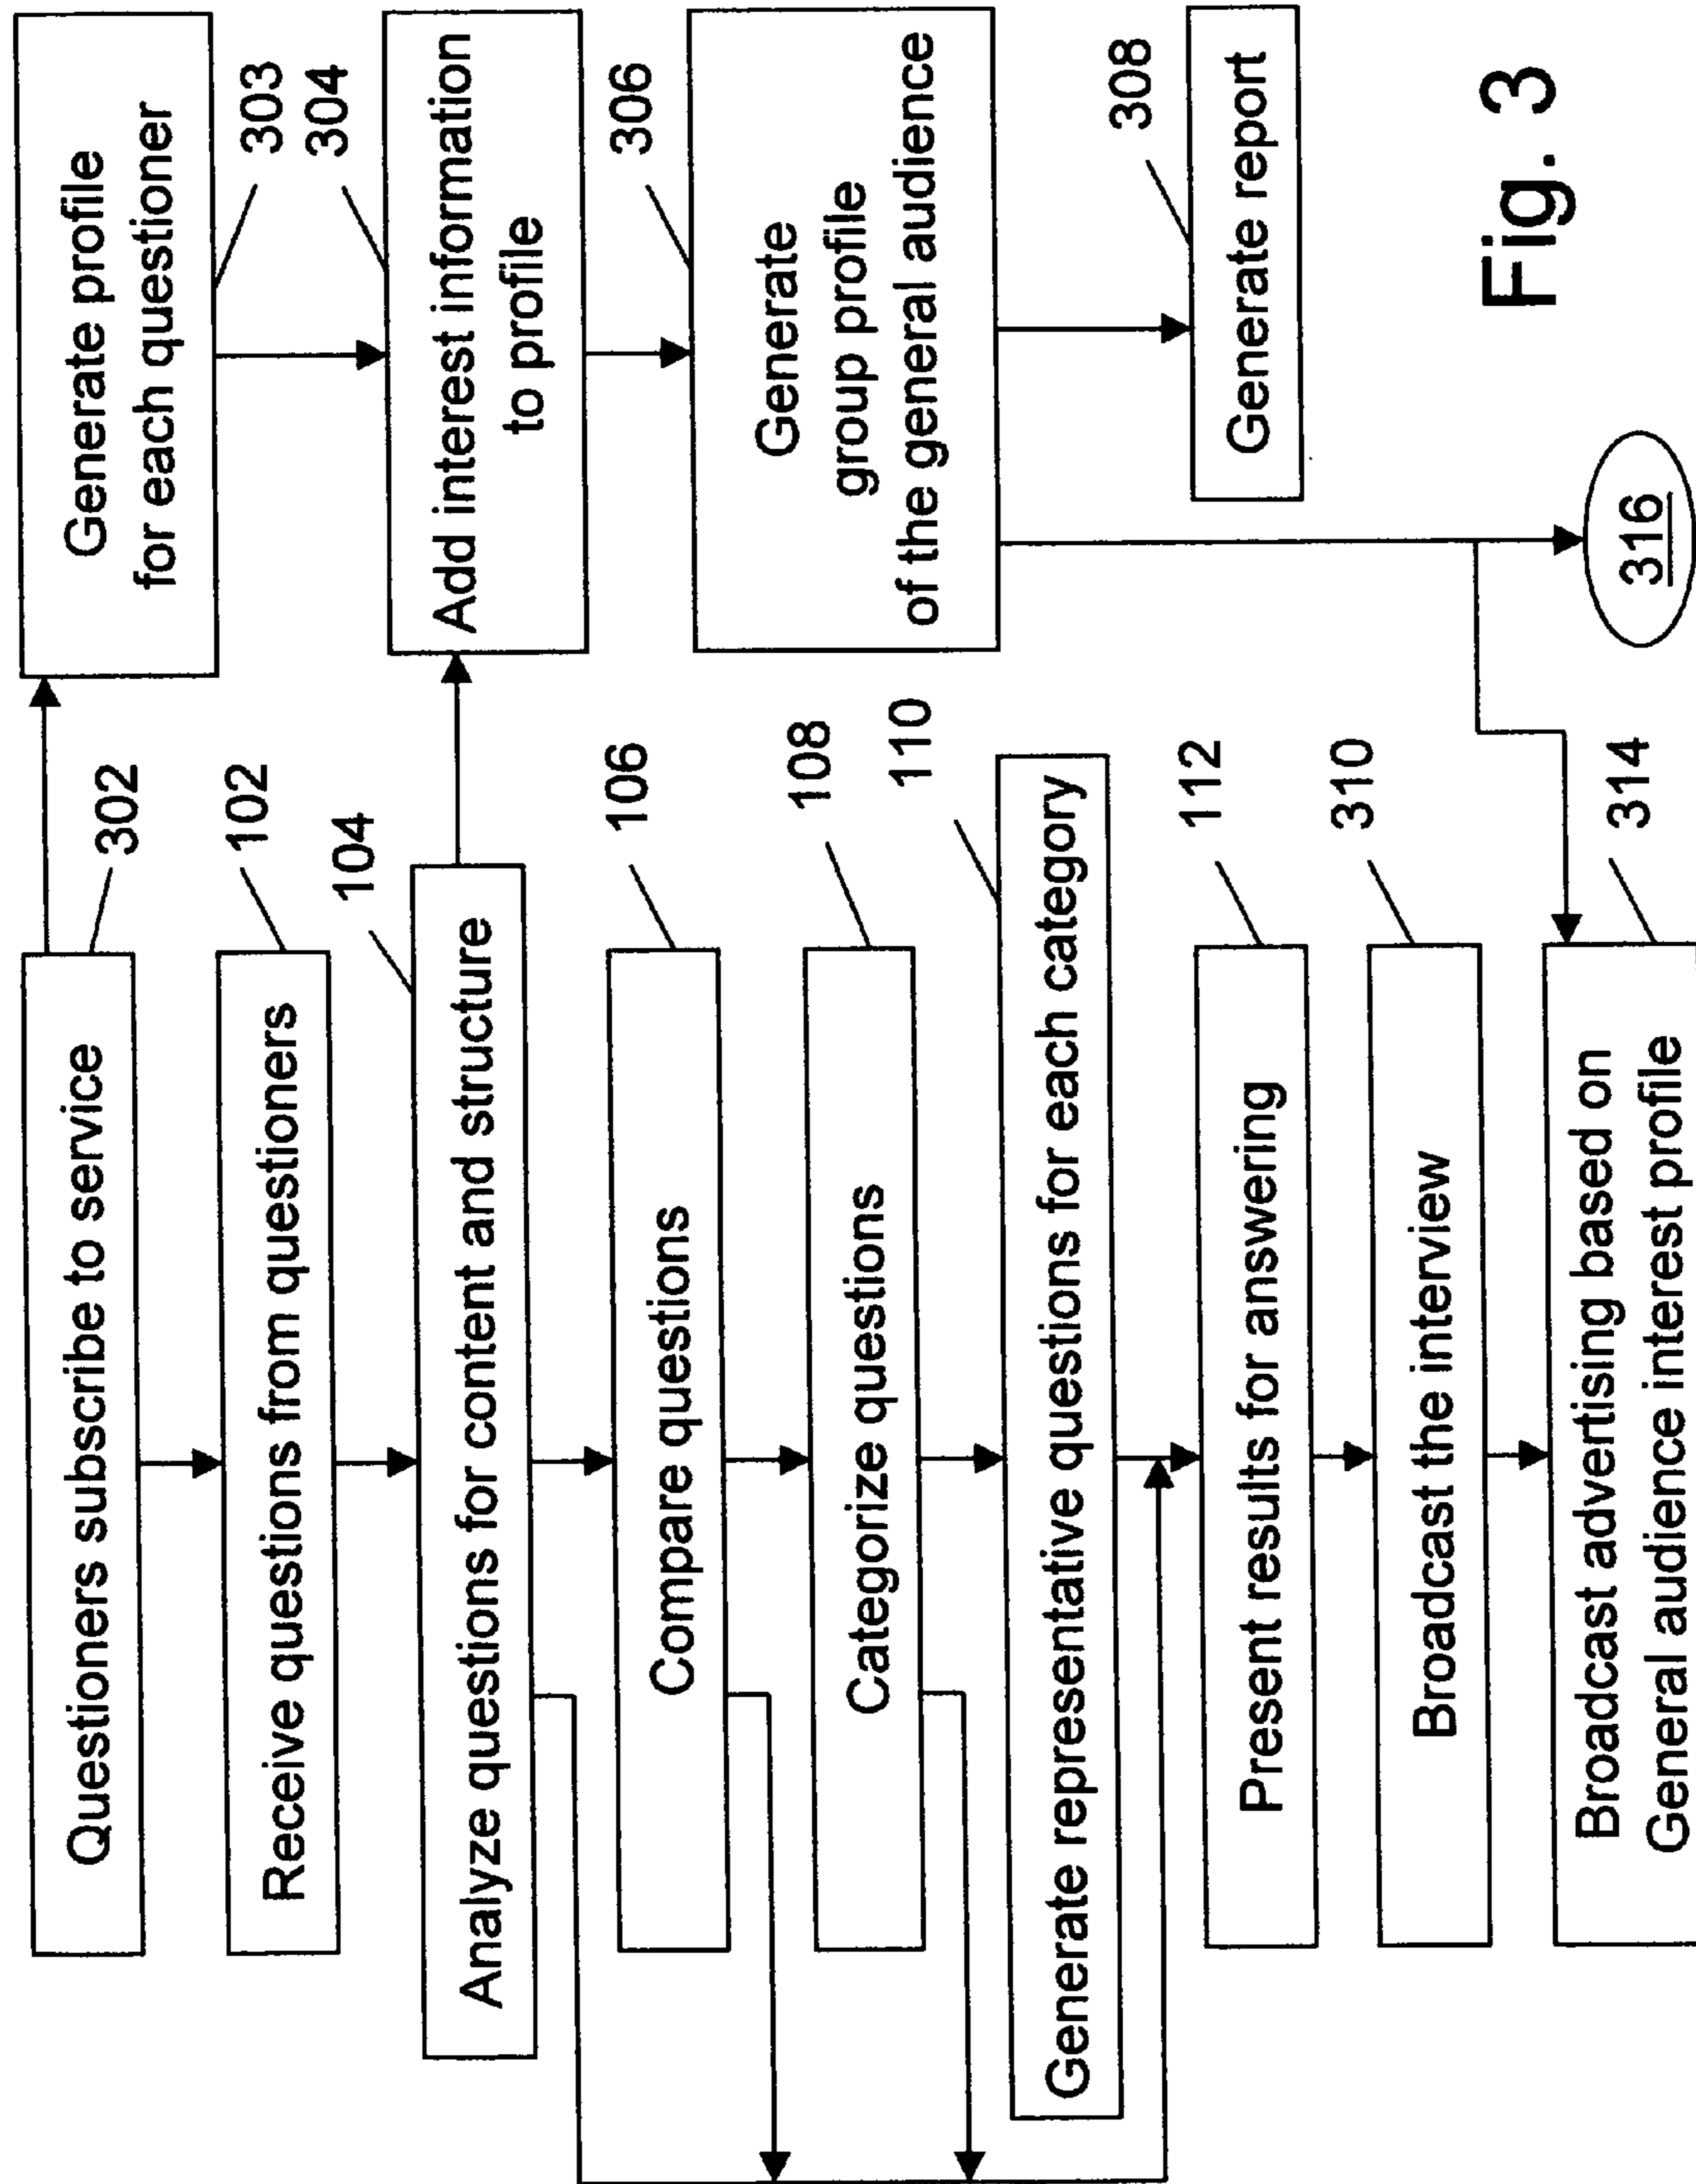 Questioners subscribe to service
302
Receive questions from questioners
102
Analyze questions for content and structure
104
Compare questions
106
Categorize questions
108
Generate representative questions for each category
110
Present results for answering
112
Broadcast the interview
310
Broadcast advertising based on
General audience interest profile
314
Generate profile
for each questioner
303
Add interest information
to profile
304
Generate
group profile
of the general audience
306
Generate report
308
316
Fig. 3